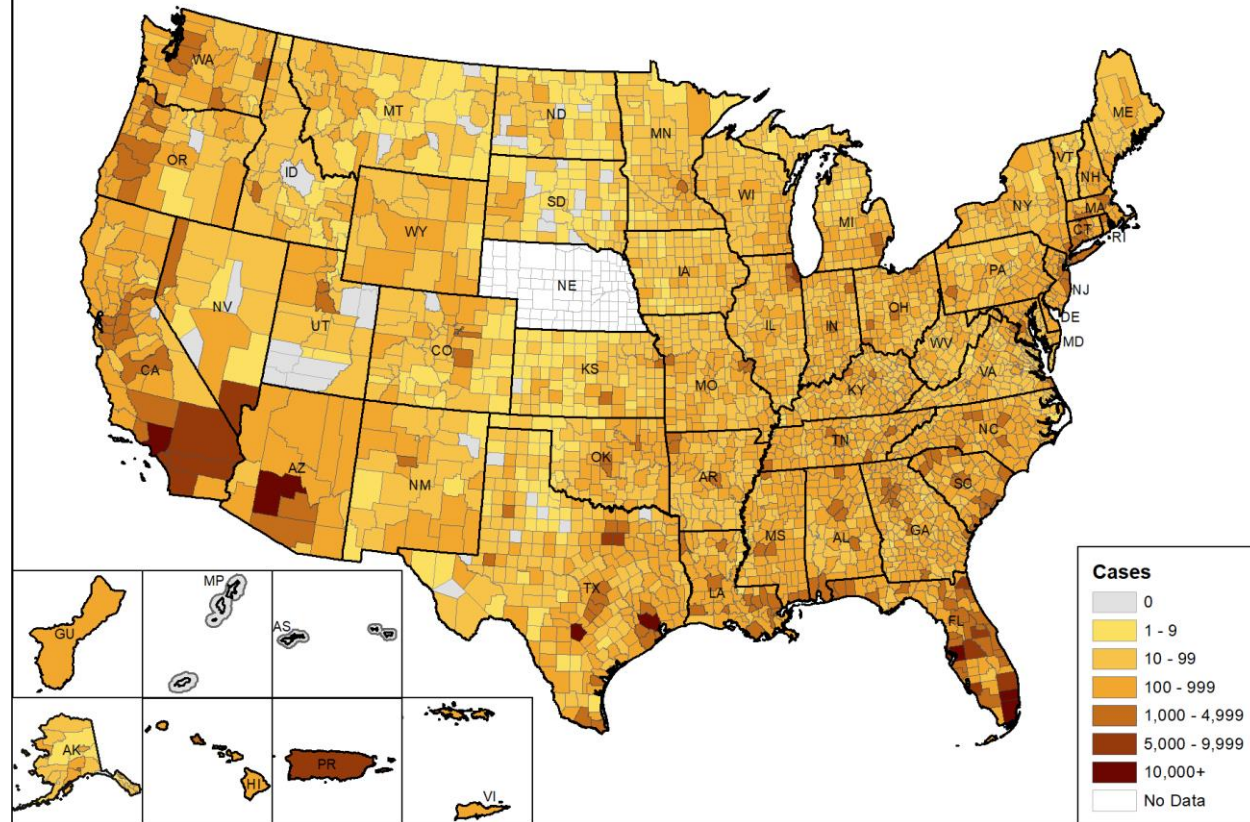 WA
MT
ND
MN
ME
OR
ID
SD
WI
VT
NH
NY
MA
CT
RI
WY
MI
IA
NE
PA
NJ
NV
UT
CO
IL
IN
OH
DE
MD
CA
KS
MO
WV
VA
KY
AZ
NM
OK
AR
TN
NC
SC
MS
AL
GA
TX
LA
FL
GU
MP
AS
AK
HI
PR
VI
Cases
0
1 - 9
10 - 99
100 - 999
1,000 - 4,999
5,000 - 9,999
10,000+
No Data